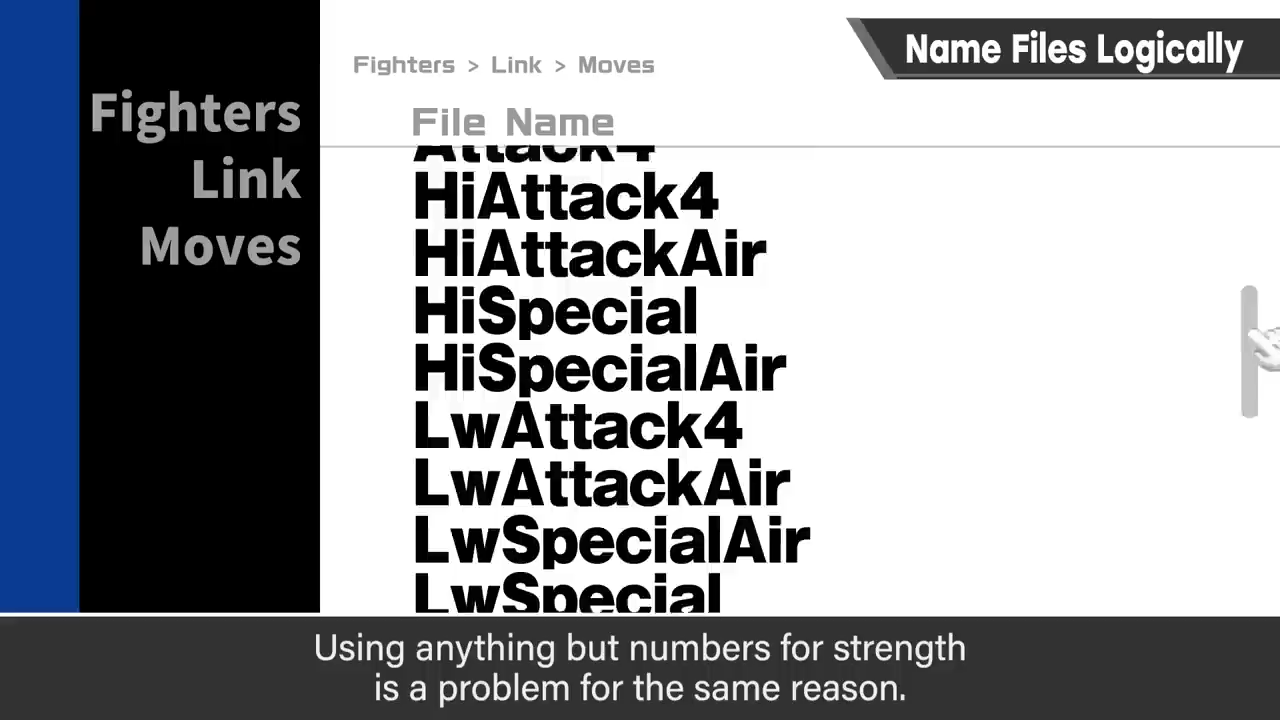 Name Files Logically
Fighters > Link > Moves
Fighters
Link
Moves
File Name
Attack4
HiAttack4
HiAttackAir
HiSpecial
HiSpecialAir
LwAttack4
LwAttackAir
LwSpecialAir
LwSpecial
Using anything but numbers for strength
is a problem for the same reason.